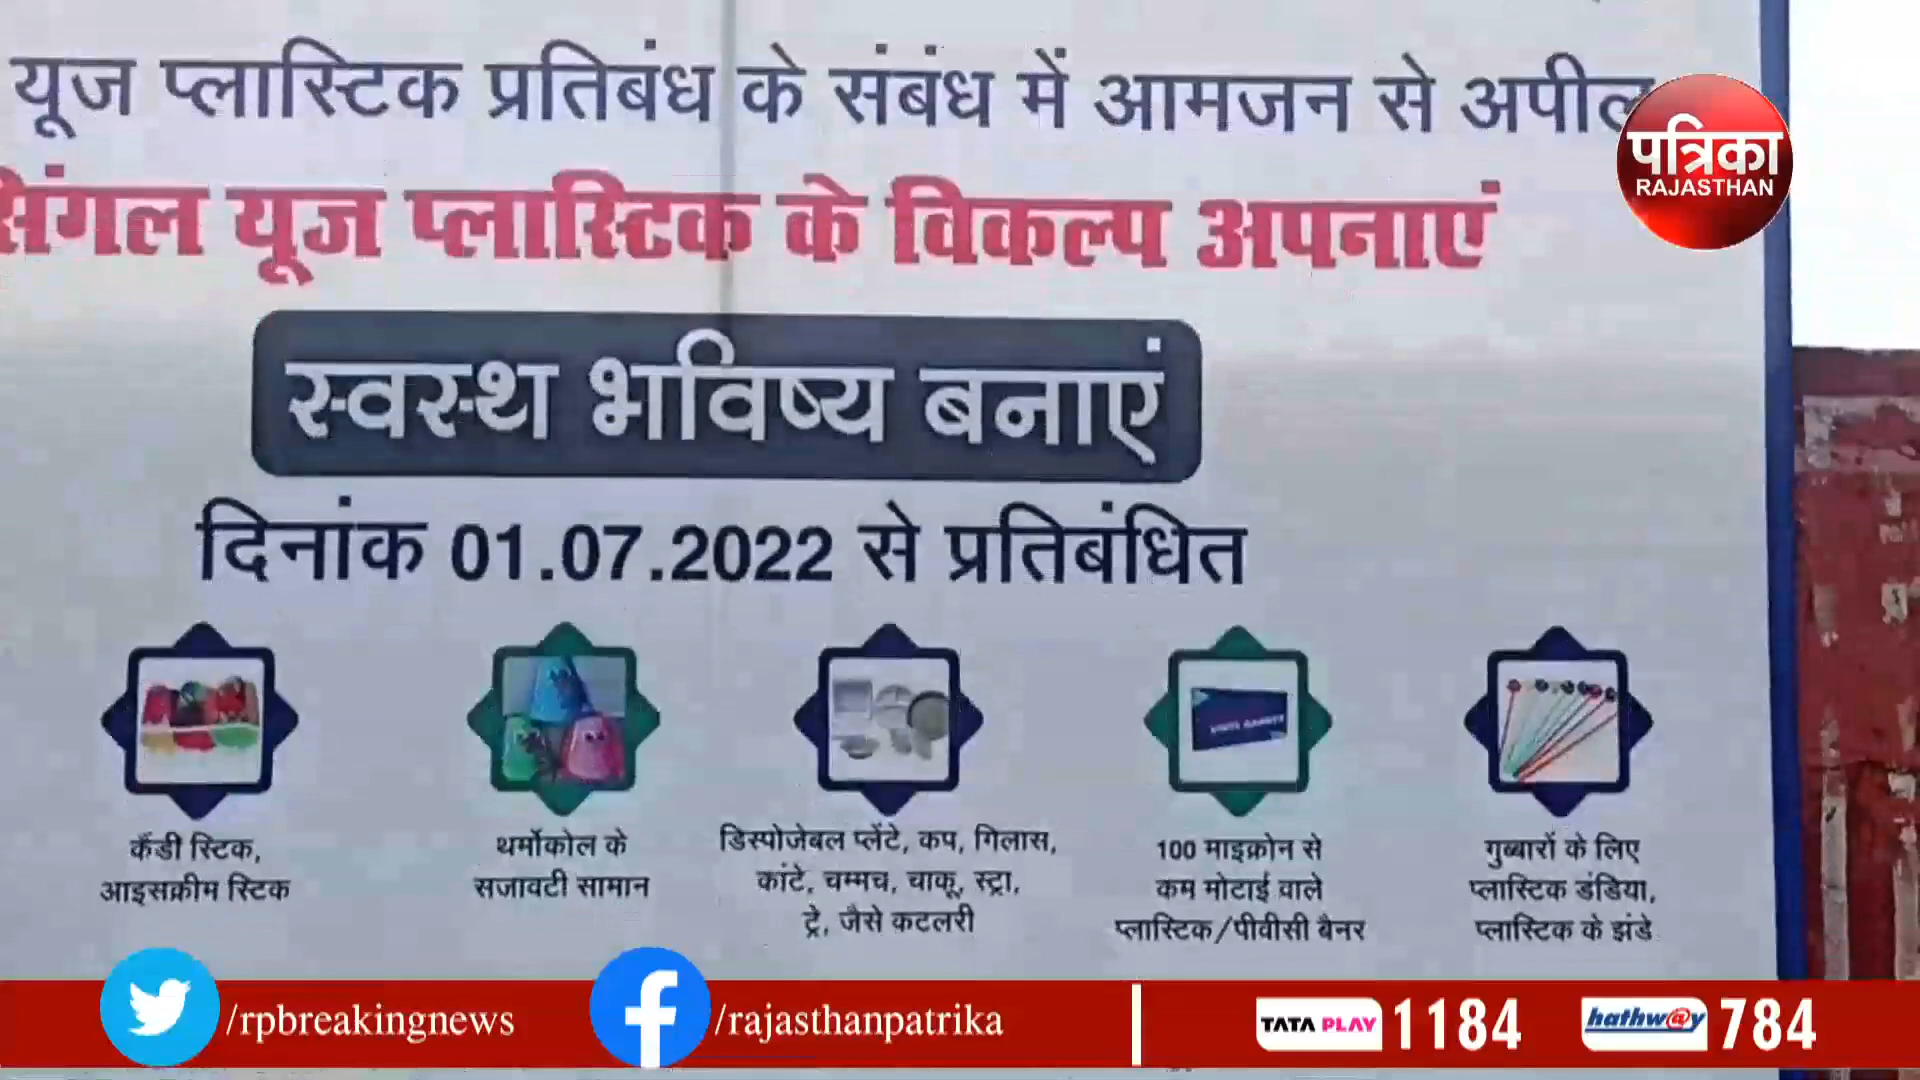 यूज प्लास्टिक प्रतिबंध के संबंध में आमजन से अपील
पत्रिका
RAJASTHAN
सिंगल यूज प्लास्टिक के विकल्प अपनाएं
स्वस्थ भविष्य बनाएं
दिनांक 01.07.2022 से प्रतिबंधित
कैंडी स्टिक,
आइसक्रीम स्टिक
थर्मोकोल के
सजावटी सामान
डिस्पोजेबल प्लेंटे, कप, गिलास,
कांटे, चम्मच, चाकू, स्ट्रा,
ट्रे, जैसे कटलरी
100 माइक्रोन से
कम मोटाई वाले
प्लास्टिक/पीवीसी बैनर
गुब्बारों के लिए
प्लास्टिक डंडिया,
प्लास्टिक के झंडे
/rpbreakingnews
/rajasthanpatrika
TATA PLAY 1184
hathw@y 784